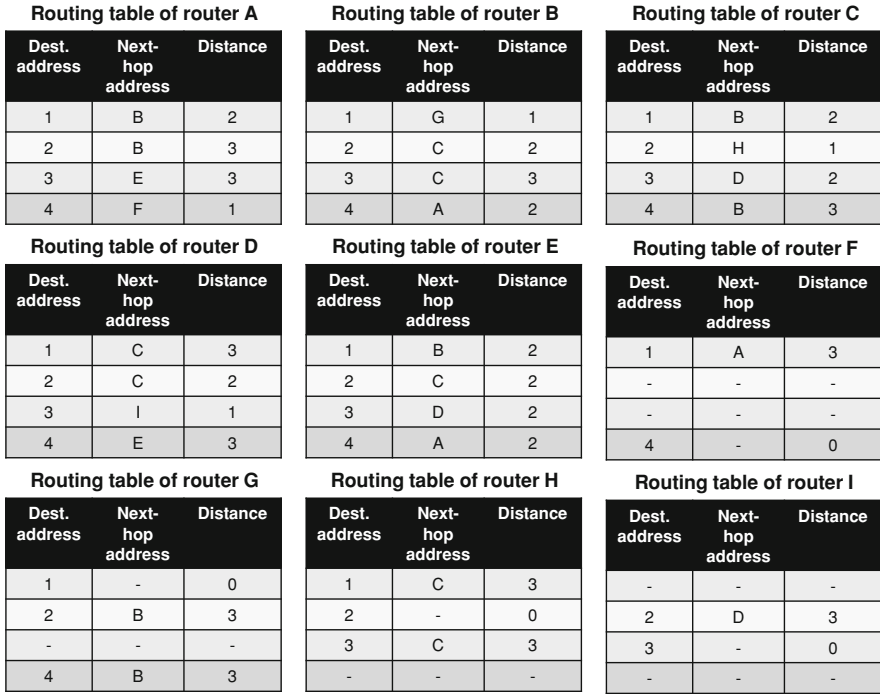 Routing table of router A
Dest. address Next-hop address Distance
1 B 2
2 B 3
3 E 3
4 F 1
Routing table of router B
Dest. address Next-hop address Distance
1 G 1
2 C 2
3 C 3
4 A 2
Routing table of router C
Dest. address Next-hop address Distance
1 B 2
2 H 1
3 D 2
4 B 3
Routing table of router D
Dest. address Next-hop address Distance
1 C 3
2 C 2
3 I 1
4 E 3
Routing table of router E
Dest. address Next-hop address Distance
1 B 2
2 C 2
3 D 2
4 A 2
Routing table of router F
Dest. address Next-hop address Distance
1 A 3
- - -
- - -
4 - 0
Routing table of router G
Dest. address Next-hop address Distance
1 - 0
2 B 3
- - -
4 B 3
Routing table of router H
Dest. address Next-hop address Distance
1 C 3
2 - 0
3 C 3
- - -
Routing table of router I
Dest. address Next-hop address Distance
- - -
2 D 3
3 - 0
- - -